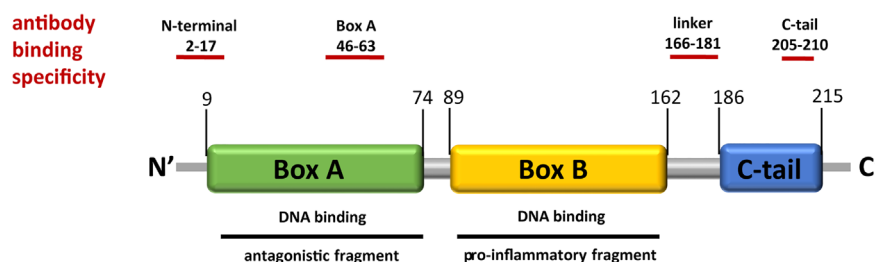 antibody
binding
specificity
N-terminal
2-17
Box A
46-63
linker
166-181
C-tail
205-210
9
74
89
162
186
215
N'
Box A
Box B
C-tail
C
DNA binding
DNA binding
antagonistic fragment
pro-inflammatory fragment